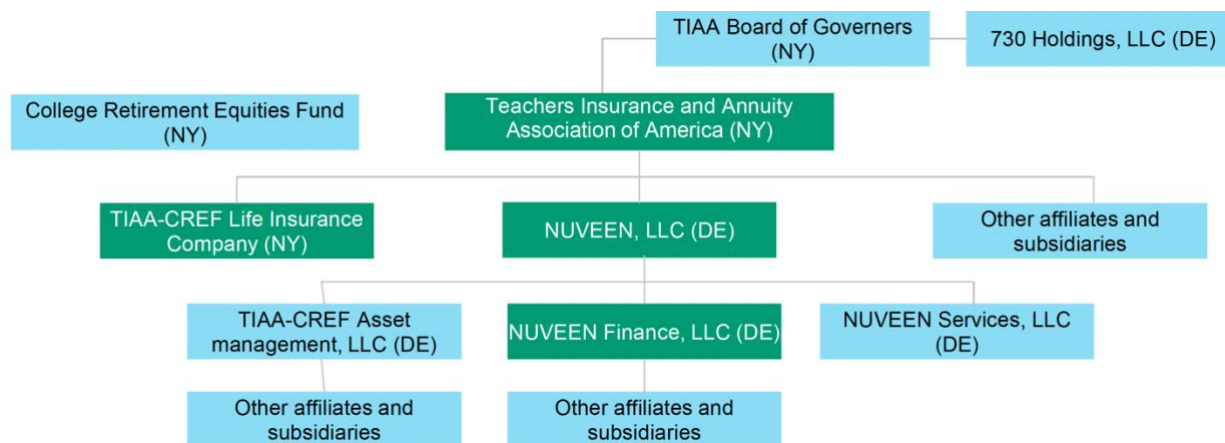 TIAA Board of Governers
(NY)
730 Holdings, LLC (DE)
College Retirement Equities Fund
(NY)
Teachers Insurance and Annuity
Association of America (NY)
TIAA-CREF Life Insurance
Company (NY)
NUVEEN, LLC (DE)
Other affiliates and
subsidiaries
TIAA-CREF Asset
management, LLC (DE)
NUVEEN Finance, LLC (DE)
NUVEEN Services, LLC
(DE)
Other affiliates and
subsidiaries
Other affiliates and
subsidiaries